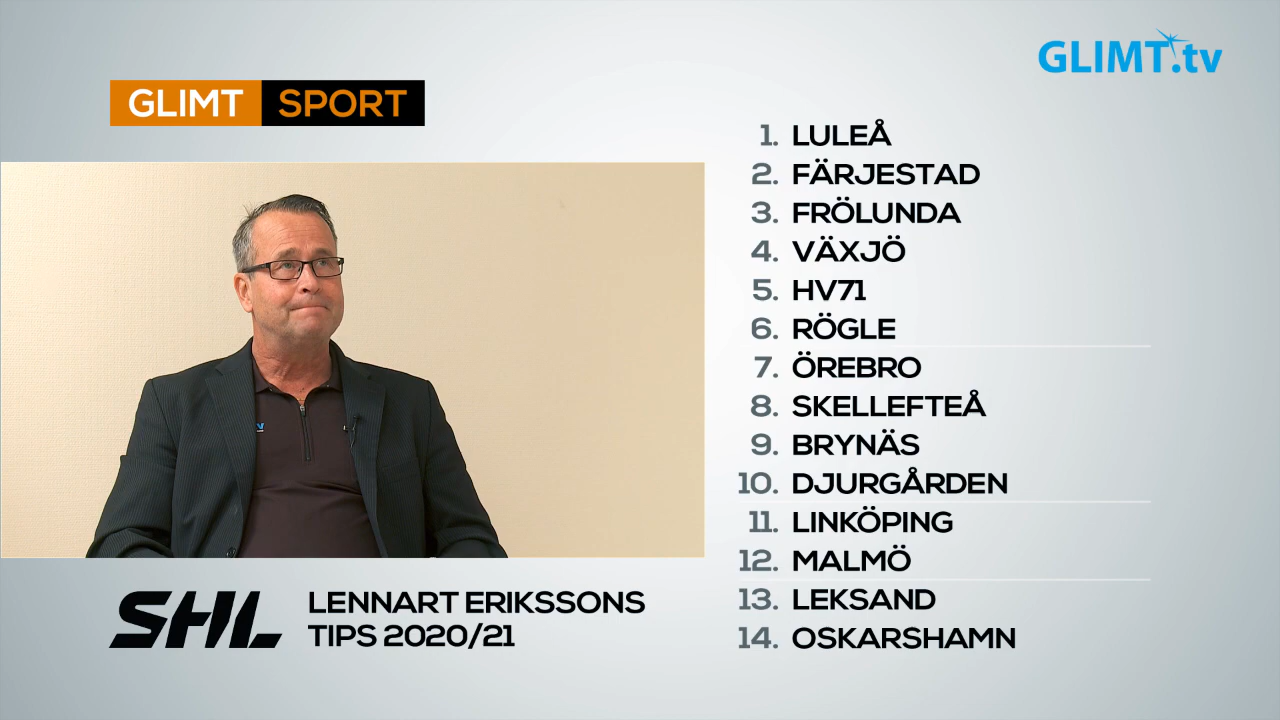 GLIMT.tv
GLIMT SPORT
1. LULEÅ
2. FÄRJESTAD
3. FRÖLUNDA
4. VÄXJÖ
5. HV71
6. RÖGLE
7. ÖREBRO
8. SKELLEFTEÅ
9. BRYNÄS
10. DJURGÅRDEN
11. LINKÖPING
12. MALMÖ
13. LEKSAND
14. OSKARSHAMN
SHL
LENNART ERIKSSONS
TIPS 2020/21